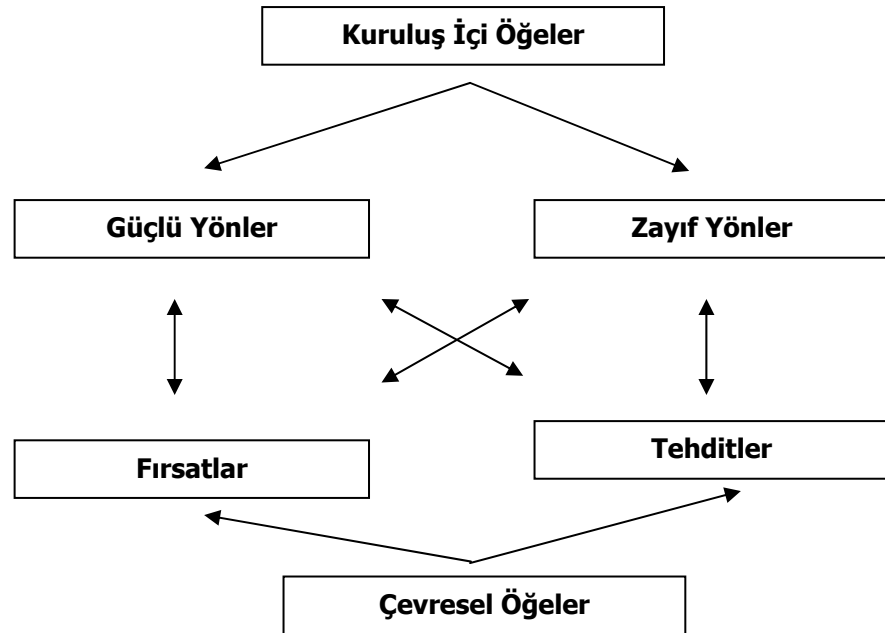 Kuruluş İçi Öğeler
Güçlü Yönler
Zayıf Yönler
Fırsatlar
Tehditler
Çevresel Öğeler